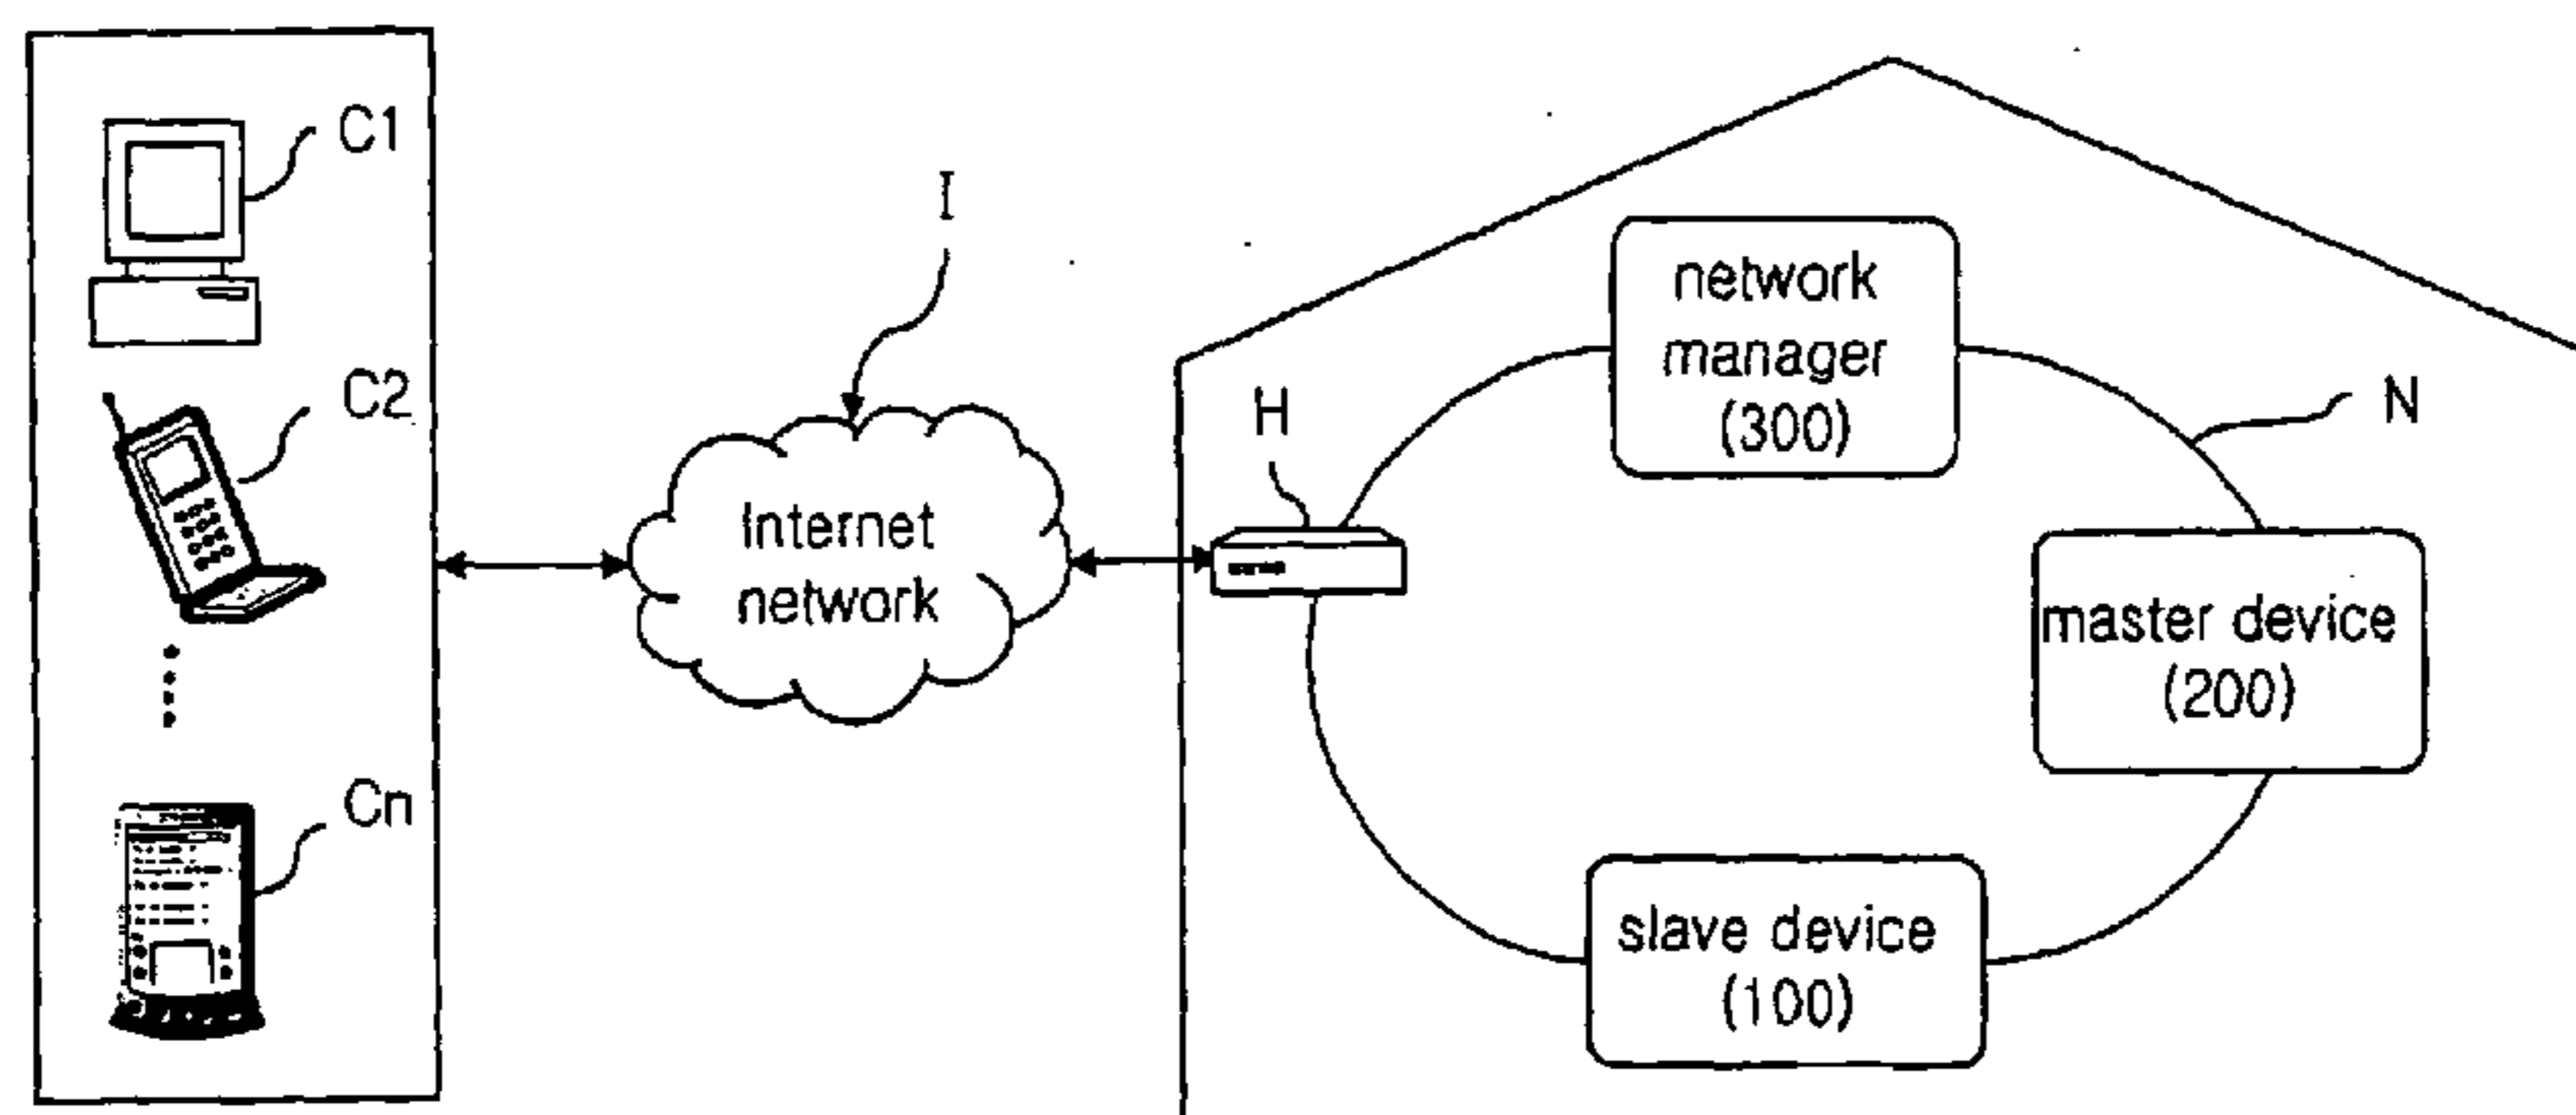 C1
C2
Cn
I
Internet
network
H
network
manager
(300)
N
master device
(200)
slave device
(100)